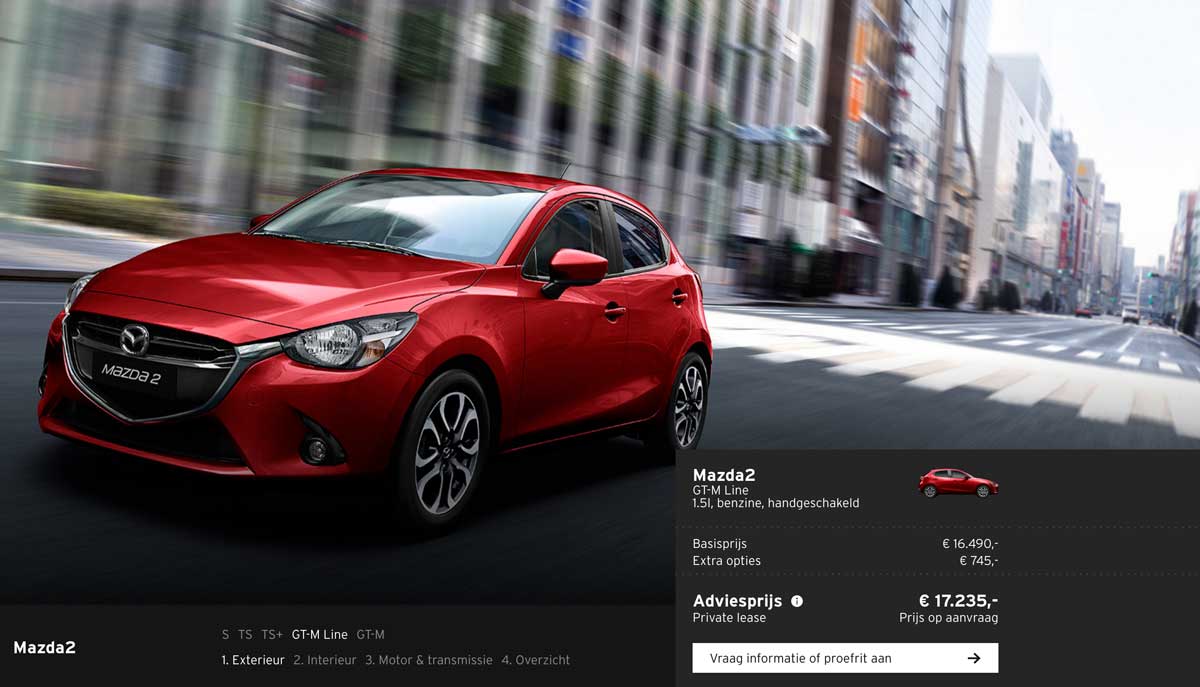 Mazda 2
Mazda2
GT-M Line
1.5l, benzine, handgeschakeld
Basisprijs € 16.490,-
Extra opties € 745,-
Adviesprijs € 17.235,-
Private lease Prijs op aanvraag
Vraag informatie of proefrit aan
Mazda2
S TS TS+ GT-M Line GT-M
1. Exterieur 2. Interieur 3. Motor & transmissie 4. Overzicht